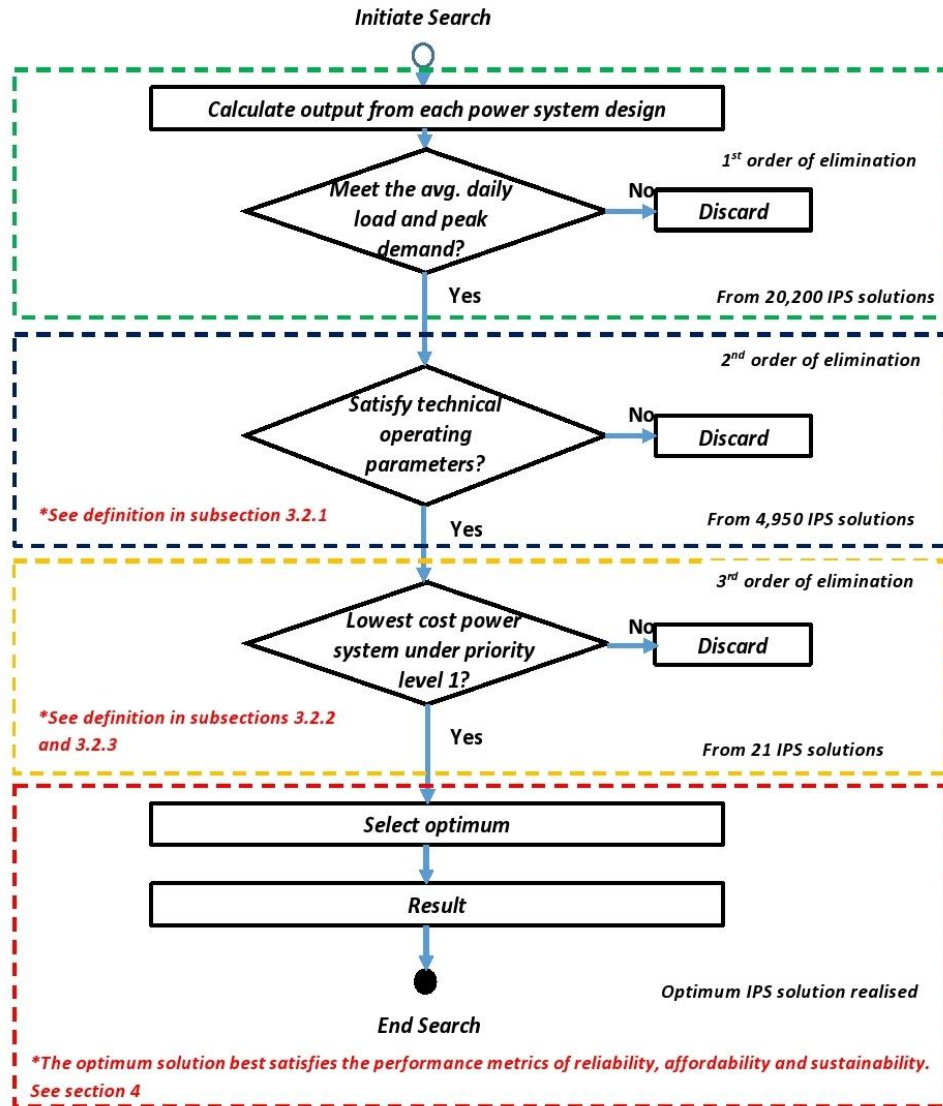 Initiate Search
Calculate output from each power system design
1st order of elimination
Meet the avg. daily
load and peak
demand?
No
Discard
Yes
From 20,200 IPS solutions
2nd order of elimination
Satisfy technical
operating
parameters?
No
Discard
*See definition in subsection 3.2.1
Yes
From 4,950 IPS solutions
3rd order of elimination
Lowest cost power
system under priority
level 1?
No
Discard
*See definition in subsections 3.2.2
and 3.2.3
Yes
From 21 IPS solutions
Select optimum
Result
Optimum IPS solution realised
End Search
*The optimum solution best satisfies the performance metrics of reliability, affordability and sustainability.
See section 4